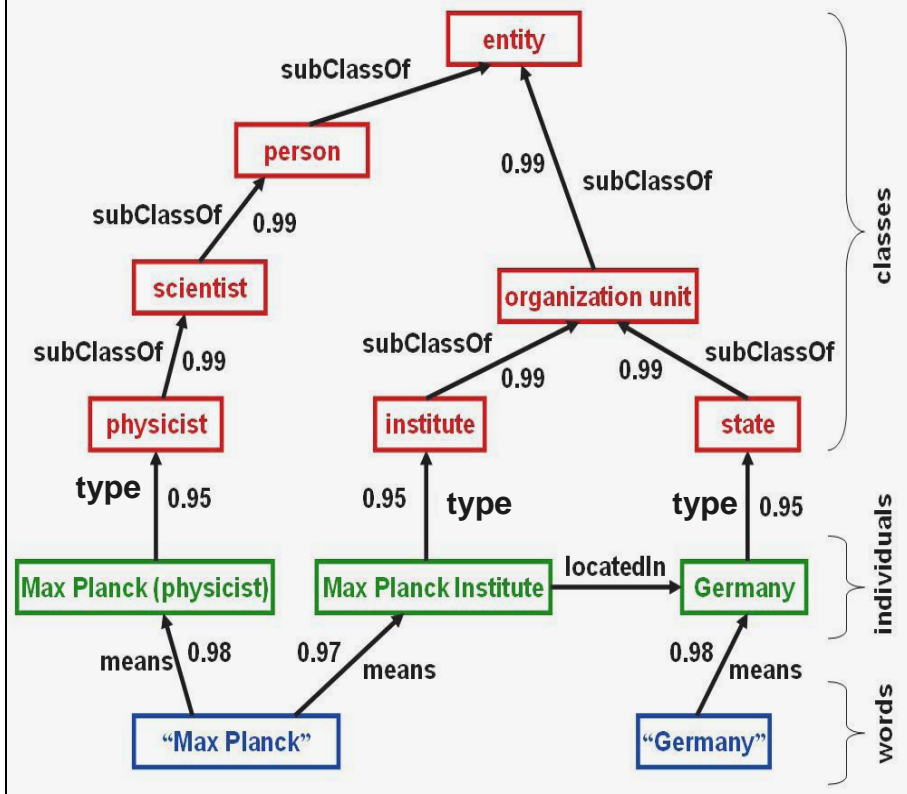 entity
subClassOf
person
0.99
subClassOf
subClassOf
0.99
classes
scientist
organization unit
subClassOf
0.99
subClassOf
0.99
0.99
subClassOf
physicist
institute
state
type
0.95
0.95
type
type
0.95
individuals
Max Planck (physicist)
Max Planck Institute
locatedIn
Germany
means
0.98
0.97
means
0.98
means
words
“Max Planck”
“Germany”